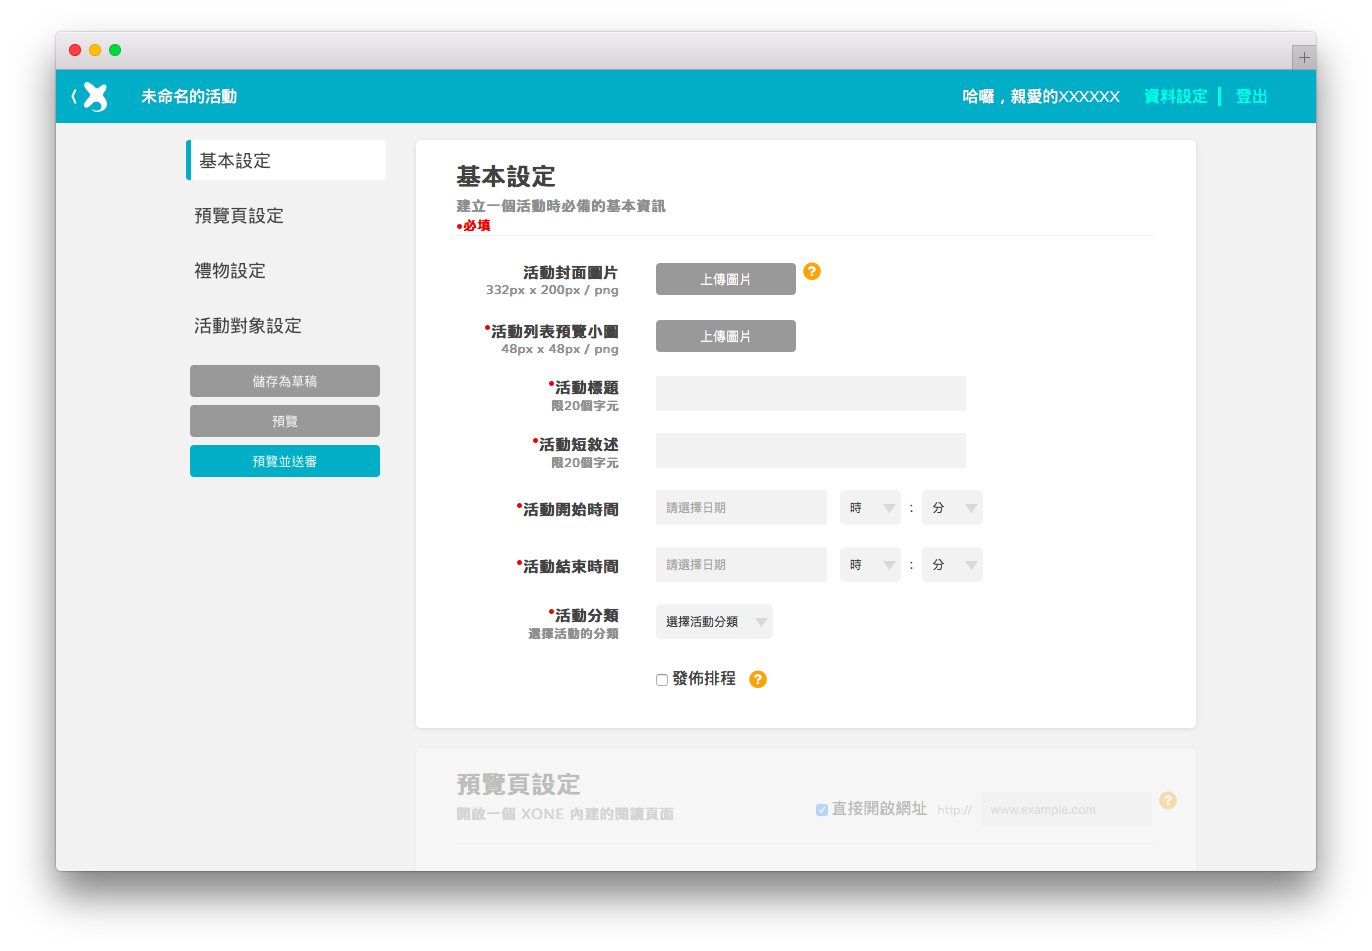 未命名的活動
哈囉，親愛的XXXXXX 資料設定 | 登出
基本設定
預覽頁設定
禮物設定
活動對象設定
儲存為草稿
預覽
預覽並送審
基本設定
建立一個活動時必備的基本資訊
•必填
活動封面圖片
332px x 200px / png
上傳圖片
?
•活動列表預覽小圖
48px x 48px / png
上傳圖片
•活動標題
限20個字元
•活動短敘述
限20個字元
•活動開始時間
請選擇日期 時 : 分
•活動結束時間
請選擇日期 時 : 分
•活動分類
選擇活動的分類
選擇活動分類
發佈排程 ?
預覽頁設定
開啟一個 XONE 內建的閱讀頁面
直接開啟網址 http:// www.example.com ?